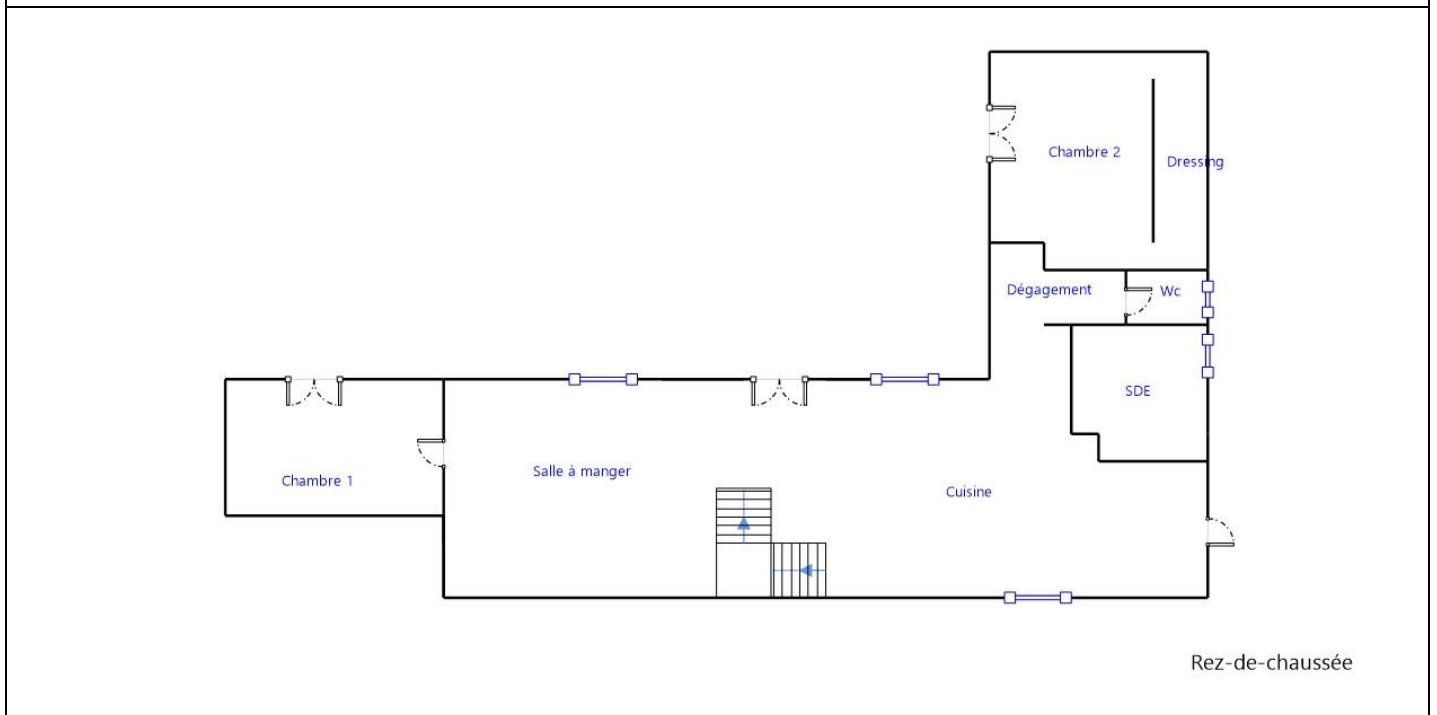 Chambre 2
Dressing
Dégagement
Wc
SDE
Salle à manger
Chambre 1
Cuisine
Rez-de-chaussée